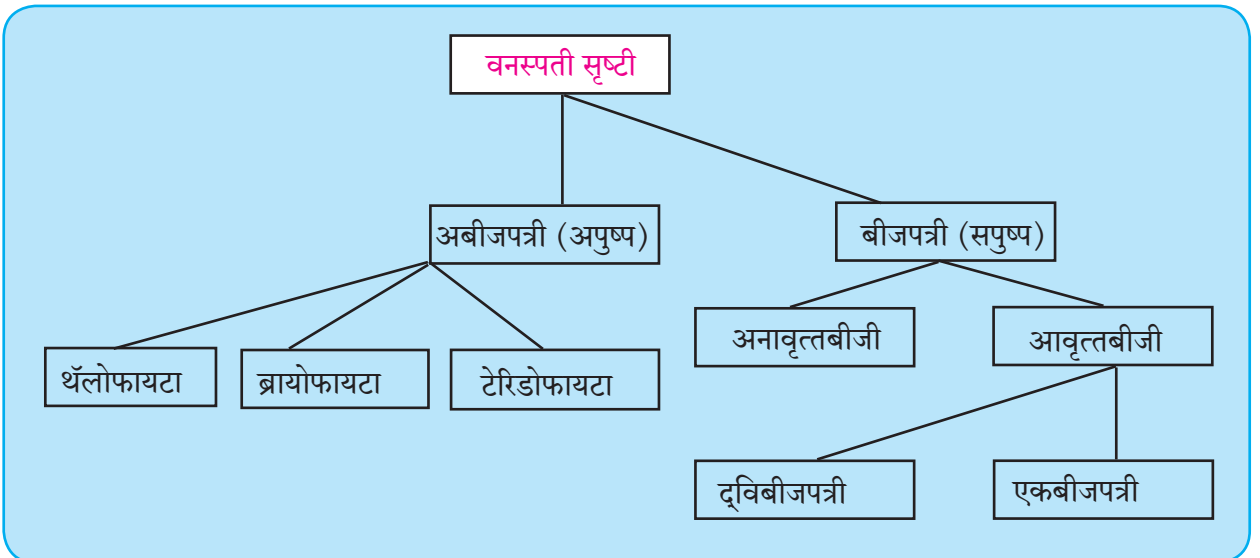 वनस्पती सृष्टी
अबीजपत्री (अपुष्प)
बीजपत्री (सपुष्प)
अनावृत्तबीजी
आवृत्तबीजी
थॅलोफायटा
ब्रायोफायटा
टेरिडोफायटा
द्विबीजपत्री
एकबीजपत्री